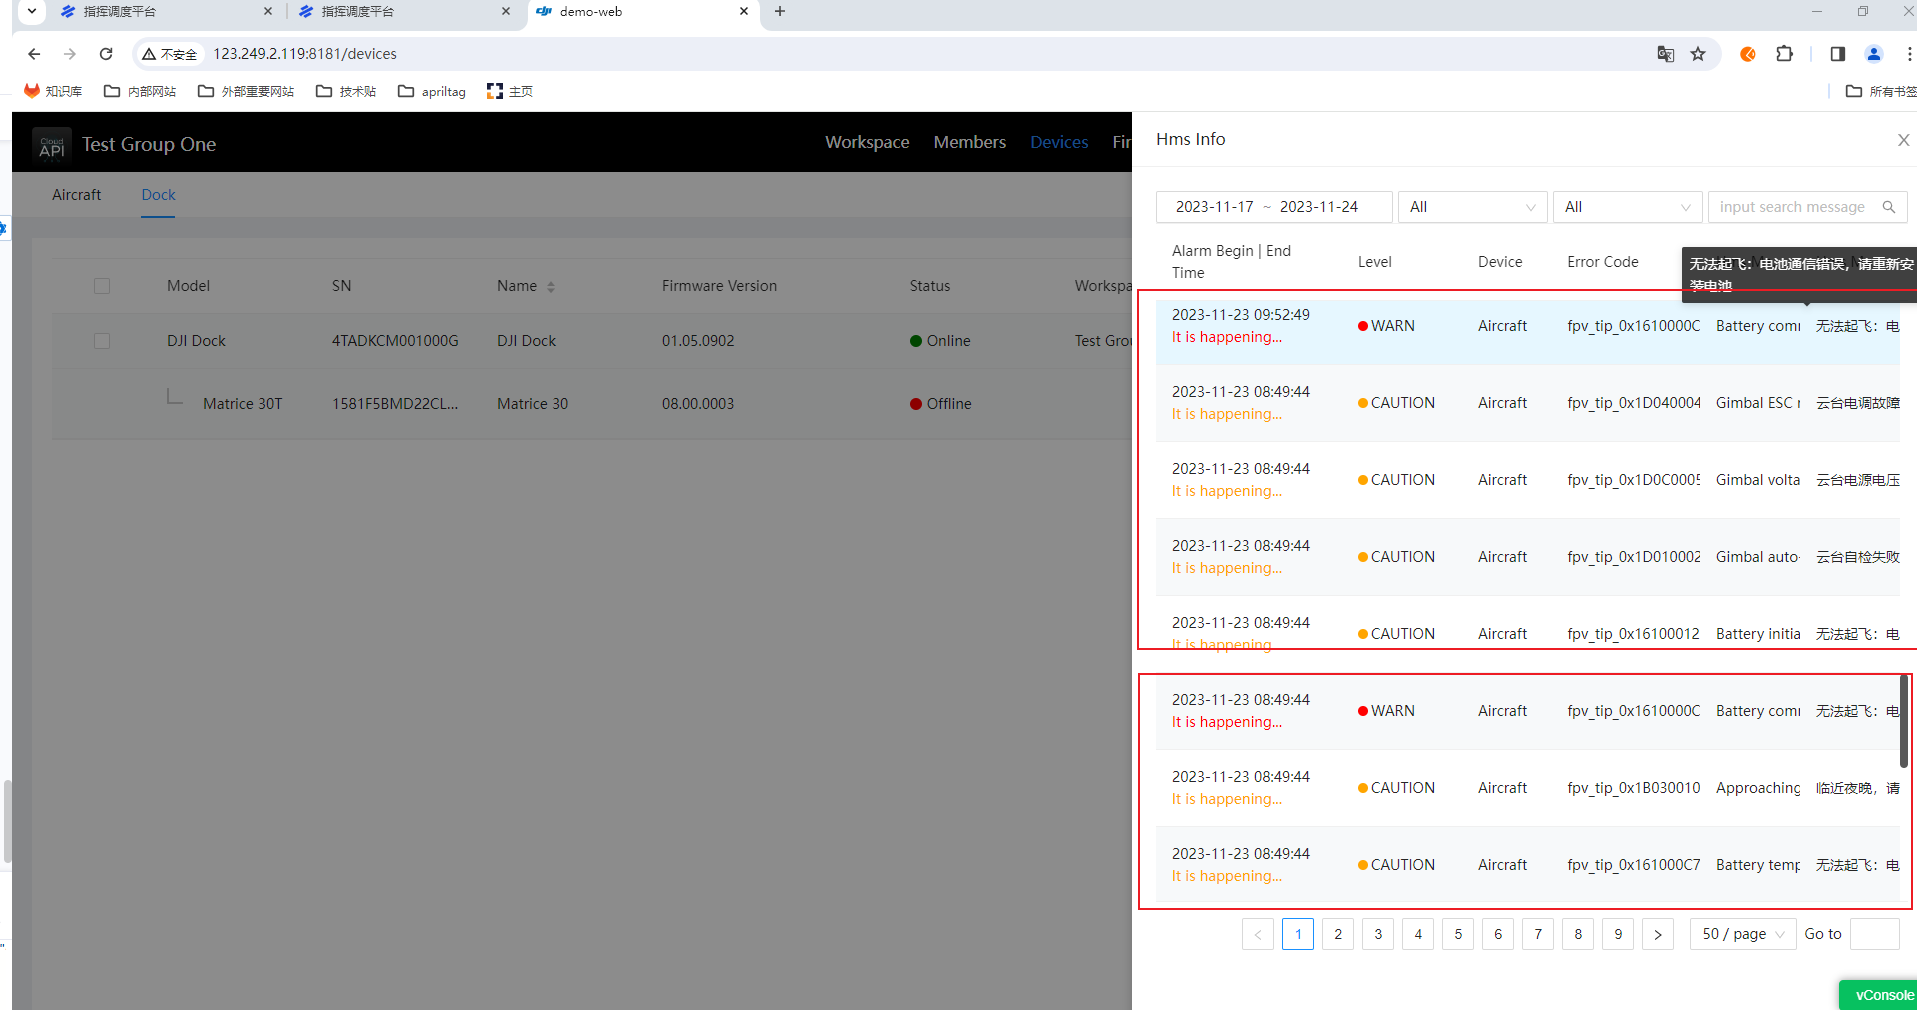 指挥调度平台
指挥调度平台
demo-web
不安全 123.249.2.119:8181/devices
知识库 内部网站 外部重要网站 技术贴 apriltag 主页 所有书签
Cloud API
Test Group One
Workspace Members Devices Fir
Aircraft Dock
Model SN Name Firmware Version Status Workspa
DJI Dock 4TADKCM001000G DJI Dock 01.05.0902 Online Test Grou
Matrice 30T 1581F5BMD22CL... Matrice 30 08.00.0003 Offline
Hms Info X
2023-11-17 ~ 2023-11-24 All All input search message
Alarm Begin | End Time Level Device Error Code
无法起飞：电池通信错误，请重新安
装电池
2023-11-23 09:52:49
It is happening...
WARN Aircraft fpv_tip_0x1610000C Battery comr 无法起飞：电
2023-11-23 08:49:44
It is happening...
CAUTION Aircraft fpv_tip_0x1D040004 Gimbal ESC r 云台电调故障
2023-11-23 08:49:44
It is happening...
CAUTION Aircraft fpv_tip_0x1D0C0005 Gimbal volta 云台电源电压
2023-11-23 08:49:44
It is happening...
CAUTION Aircraft fpv_tip_0x1D010002 Gimbal auto- 云台自检失败
2023-11-23 08:49:44
It is happening
CAUTION Aircraft fpv_tip_0x16100012 Battery initia 无法起飞：电
2023-11-23 08:49:44
It is happening...
WARN Aircraft fpv_tip_0x1610000C Battery comr 无法起飞：电
2023-11-23 08:49:44
It is happening...
CAUTION Aircraft fpv_tip_0x1B030010 Approaching 临近夜晚，请
2023-11-23 08:49:44
It is happening...
CAUTION Aircraft fpv_tip_0x161000C7 Battery temp 无法起飞：电
< 1 2 3 4 5 6 7 8 9 > 50 / page Go to
vConsole